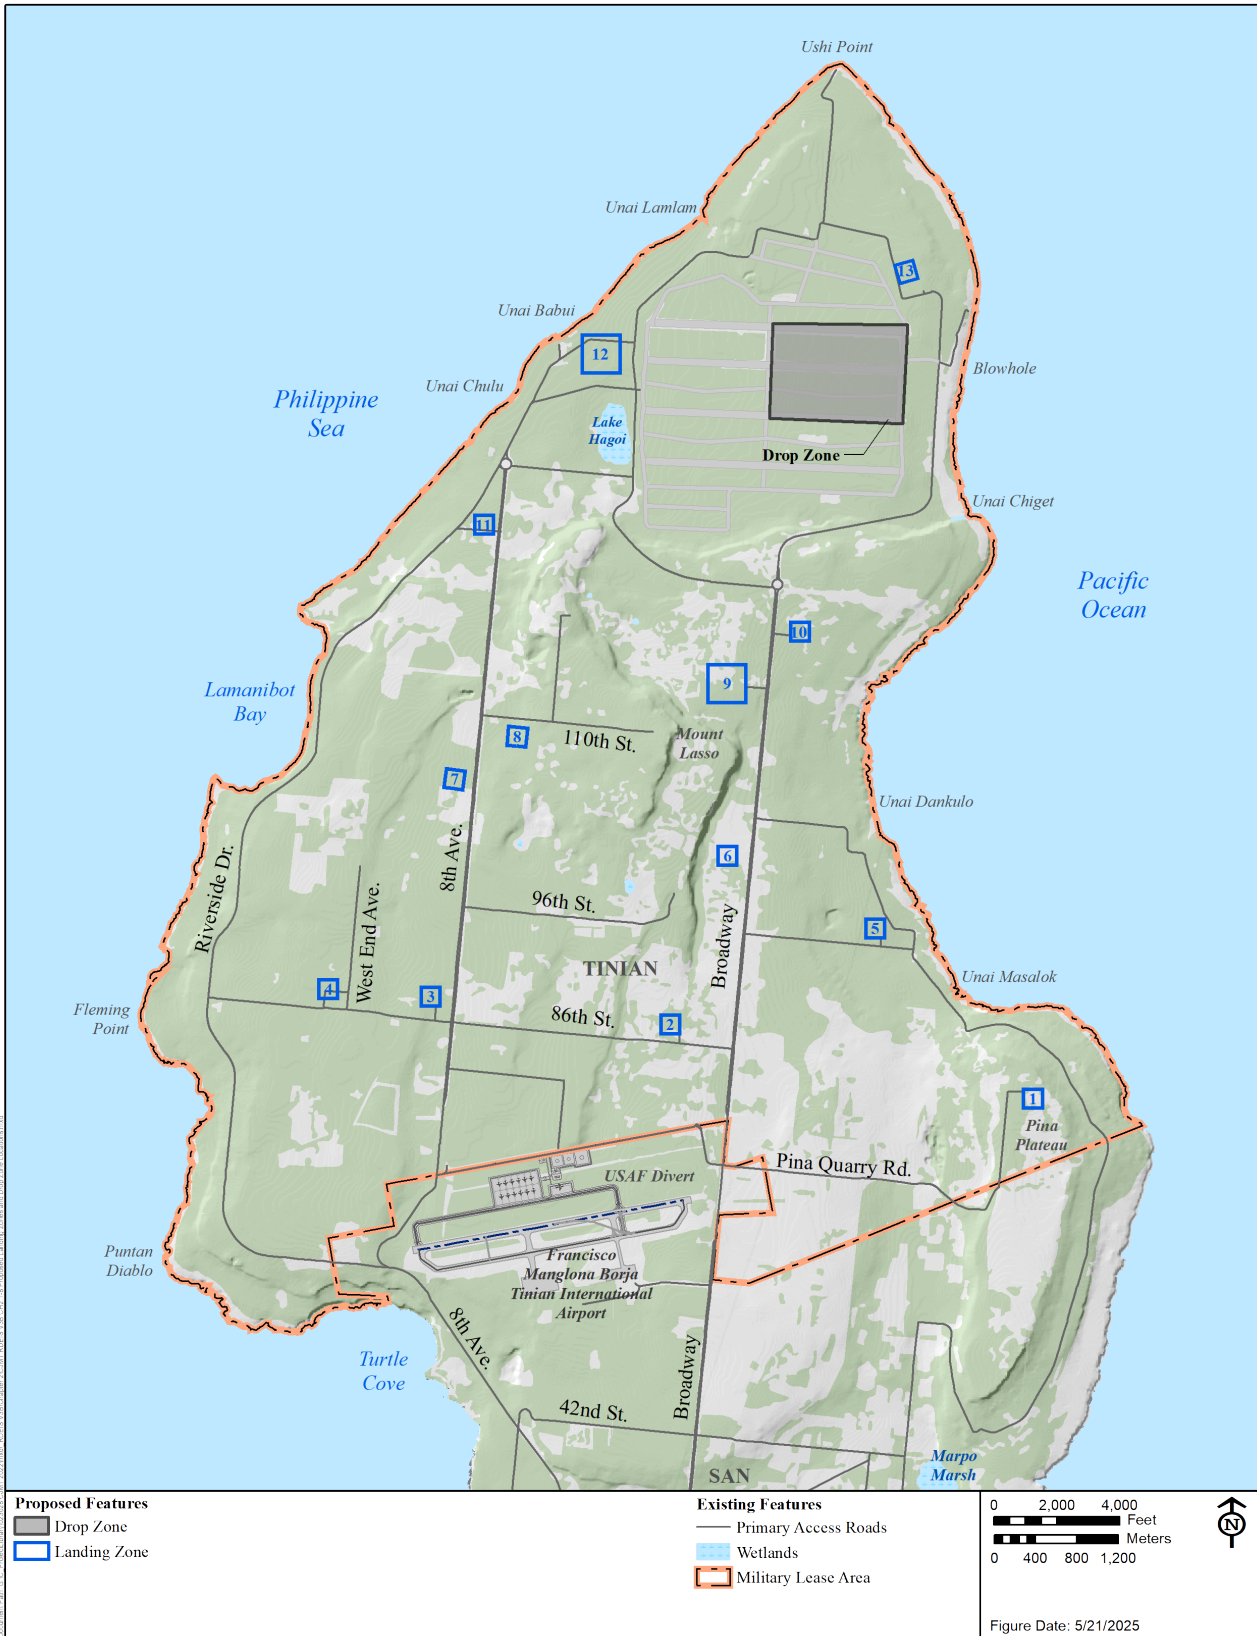 Ushi Point
Unai Lamlam
13
Unai Babui
12
Blowhole
Unai Chulu
Philippine
Sea
Lake
Hagoi
Drop Zone
Unai Chiget
11
Pacific
Ocean
10
9
Lamanibot
Bay
8
110th St.
Mount
Lasso
7
Unai Dankulo
6
8th Ave.
Riverside Dr.
West End Ave.
96th St.
Broadway
5
TINIAN
Unai Masalok
4
3
Fleming
Point
86th St.
2
1
Pina
Plateau
Pina Quarry Rd.
USAF Divert
Puntan
Diablo
Francisco
Manglona Borja
Tinian International
Airport
8th Ave.
Turtle
Cove
Broadway
42nd St.
Marpo
Marsh
SAN
Proposed Features
Drop Zone
Landing Zone
Existing Features
Primary Access Roads
Wetlands
Military Lease Area
0 2,000 4,000
Feet
Meters
0 400 800 1,200
N
Figure Date: 5/21/2025